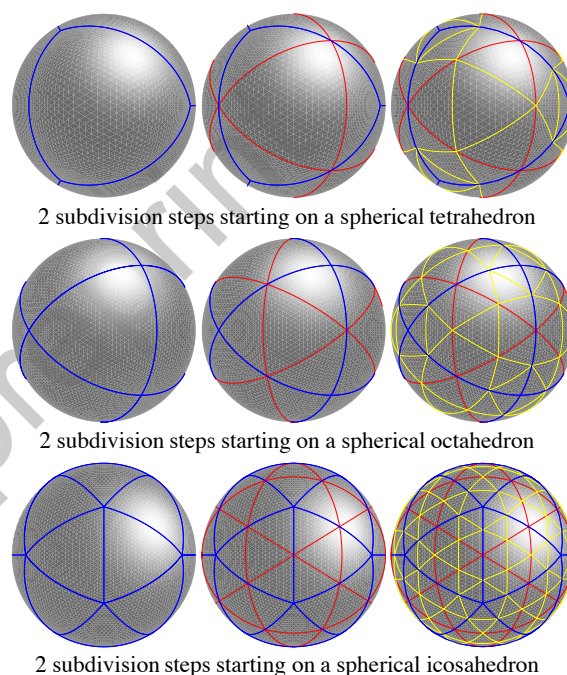 2 subdivision steps starting on a spherical tetrahedron
2 subdivision steps starting on a spherical octahedron
2 subdivision steps starting on a spherical icosahedron